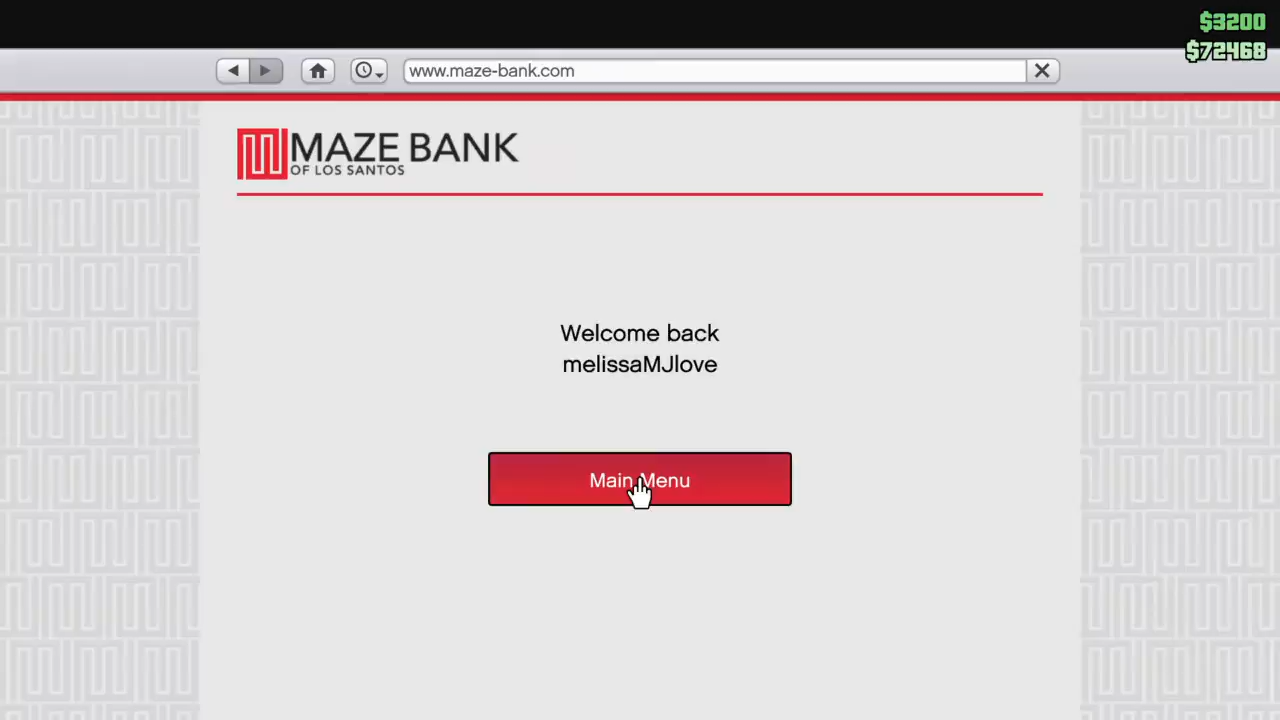 $3200
$72468
www.maze-bank.com
MAZE BANK
OF LOS SANTOS
Welcome back
melissaMJlove
Main Menu